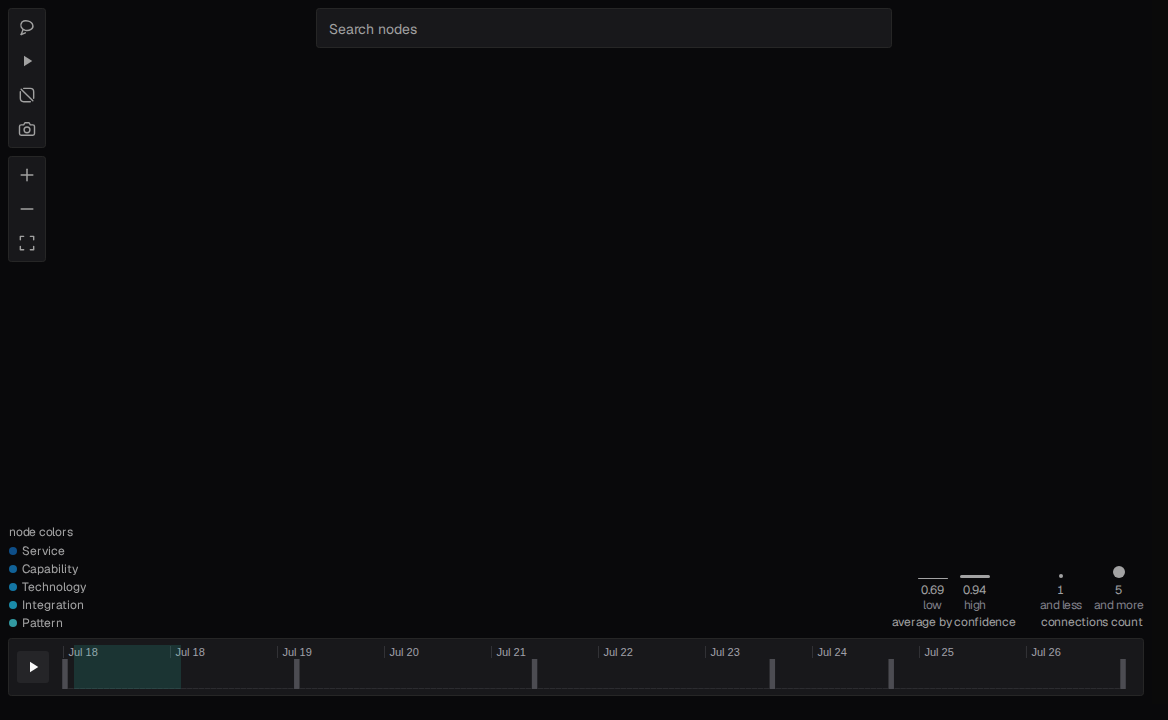 Search nodes
node colors
Service
Capability
Technology
Integration
Pattern
0.69 0.94
low high
average by confidence
1 5
and less and more
connections count
Jul 18 Jul 18 Jul 19 Jul 20 Jul 21 Jul 22 Jul 23 Jul 24 Jul 25 Jul 26